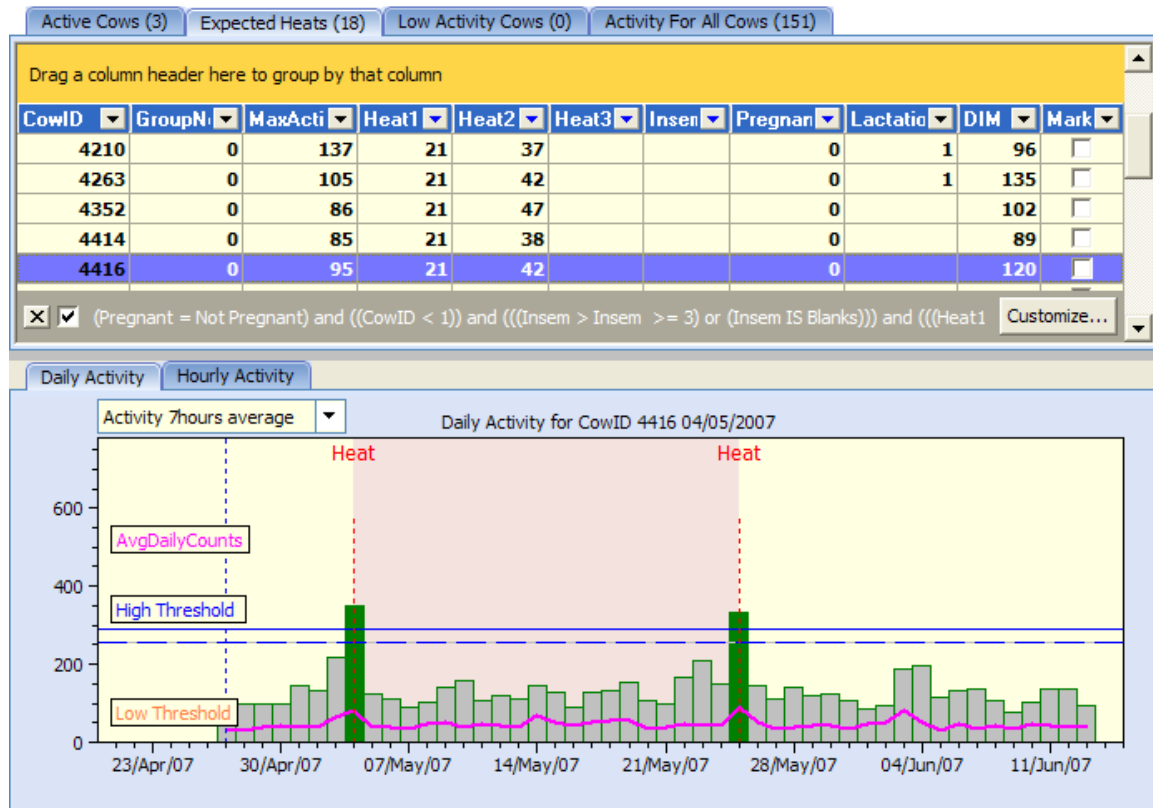 Active Cows (3) Expected Heats (18) Low Activity Cows (0) Activity For All Cows (151)
Drag a column header here to group by that column
CowID GroupN MaxActi Heat1 Heat2 Heat3 Insen Pregnan Lactatio DIM Mark
4210 0 137 21 37 0 1 96
4263 0 105 21 42 0 1 135
4352 0 86 21 47 0 102
4414 0 85 21 38 0 89
4416 0 95 21 42 0 120
(Pregnant = Not Pregnant) and ((CowID < 1)) and (((Insem > Insem >= 3) or (Insem IS Blanks))) and (((Heat1 Customize...
Daily Activity Hourly Activity
Activity 7hours average
Daily Activity for CowID 4416 04/05/2007
Heat Heat
600
AvgDailyCounts
400
High Threshold
200
Low Threshold
0
23/Apr/07 30/Apr/07 07/May/07 14/May/07 21/May/07 28/May/07 04/Jun/07 11/Jun/07